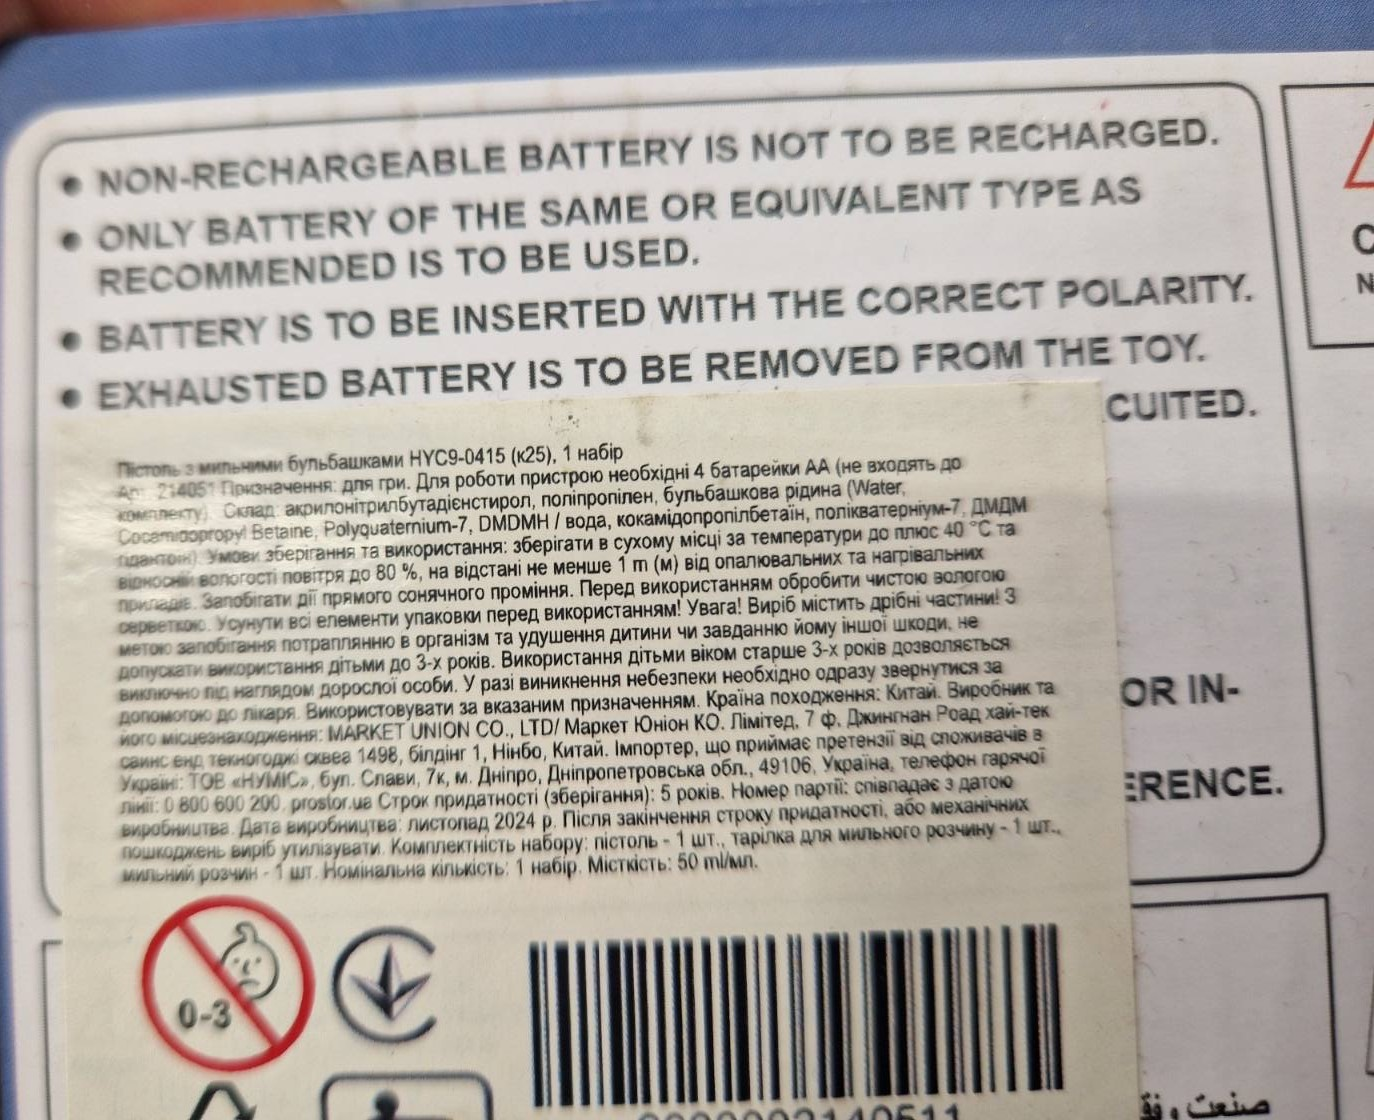 • NON-RECHARGEABLE BATTERY IS NOT TO BE RECHARGED.
• ONLY BATTERY OF THE SAME OR EQUIVALENT TYPE AS
RECOMMENDED IS TO BE USED.
• BATTERY IS TO BE INSERTED WITH THE CORRECT POLARITY.
• EXHAUSTED BATTERY IS TO BE REMOVED FROM THE TOY.
CUITED.
Пістоль з мильними бульбашками HYC9-0415 (к25), 1 набір
Арт. 214051 Призначення: для гри. Для роботи пристрою необхідні 4 батарейки АА (не входять до
комплекту). Склад: акрилонітрилбутадієнстирол, поліпропілен, бульбашкова рідина (Water,
Cocamidopropyl Betaine, Polyquaternium-7, DMDMH / вода, кокамідопропілбетаїн, полікватерніум-7, ДМДМ
гідантоїн). Умови зберігання та використання: зберігати в сухому місці за температури до плюс 40 °С та
відносній вологості повітря до 80 %, на відстані не менше 1 m (м) від опалювальних та нагрівальних
приладів. Запобігати дії прямого сонячного проміння. Перед використанням обробити чистою вологою
серветкою. Усунути всі елементи упаковки перед використанням! Увага! Виріб містить дрібні частини! З
метою запобігання потраплянню в організм та удушення дитини чи завданню йому іншої шкоди, не
допускати використання дітьми до 3-х років. Використання дітьми віком старше 3-х років дозволяється
виключно під наглядом дорослої особи. У разі виникнення небезпеки необхідно одразу звернутися за
допомогою до лікаря. Використовувати за вказаним призначенням. Країна походження: Китай. Виробник та
його місцезнаходження: MARKET UNION CO., LTD/ Маркет Юніон КО. Лімітед, 7 ф, Джингнан Роад хай-тек
саинс енд текногоджі сквеа 1498, білдінг 1, Нінбо, Китай. Імпортер, що приймає претензії від споживачів в
Україні: ТОВ «НУМІС», бул. Слави, 7к, м. Дніпро, Дніпропетровська обл., 49106, Україна, телефон гарячої
лінії: 0 800 600 200, prostor.ua Строк придатності (зберігання): 5 років. Номер партії: співпадає з датою
виробництва. Дата виробництва: листопад 2024 р. Після закінчення строку придатності, або механічних
пошкоджень виріб утилізувати. Комплектність набору: пістоль - 1 шт., тарілка для мильного розчину - 1 шт.,
мильний розчин - 1 шт. Номінальна кількість: 1 набір. Місткість: 50 ml/мл.
OR IN-
ERENCE.
0-3